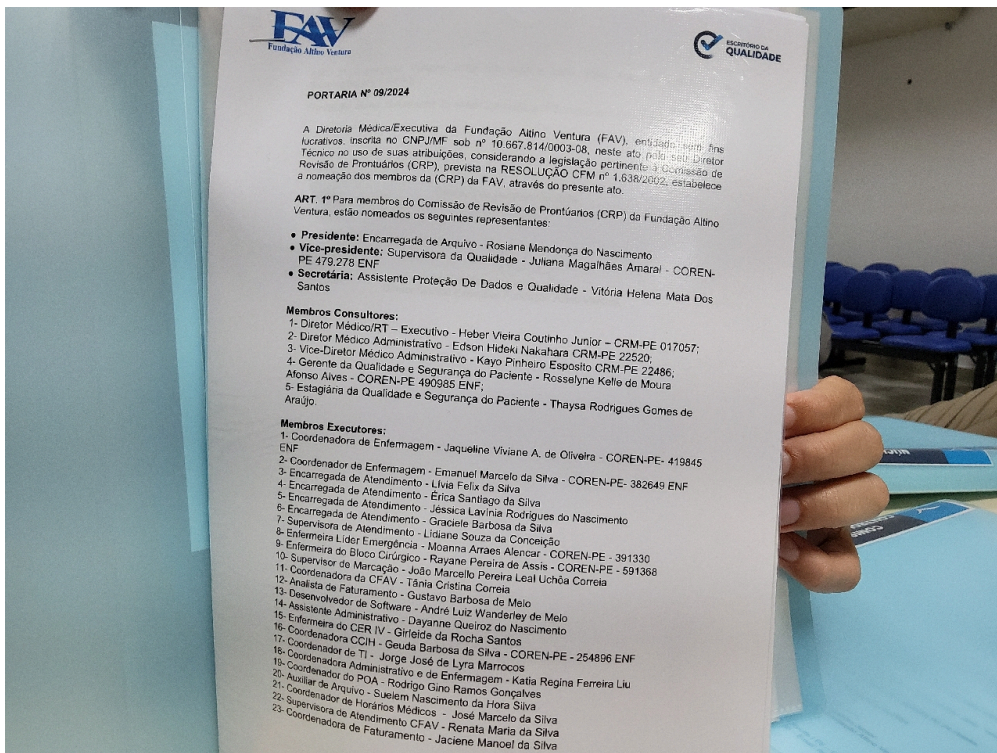 FAV
Fundação Altino Ventura
ESCRITÓRIO DA
QUALIDADE
PORTARIA Nº 09/2024
A Diretoria Médica/Executiva da Fundação Altino Ventura (FAV), entidade sem fins
lucrativos. Inscrita no CNPJ/MF sob nº 10.667.814/0003-08, neste ato pelo seu Diretor
Técnico no uso de suas atribuições, considerando a legislação pertinente à Comissão de
Revisão de Prontuários (CRP), prevista na RESOLUÇÃO CFM nº 1.638/2002, estabelece
a nomeação dos membros da (CRP) da FAV, através do presente ato.
ART. 1º Para membros do Comissão de Revisão de Prontúarios (CRP) da Fundação Altino
Ventura, estão nomeados os seguintes representantes:
• Presidente: Encarregada de Arquivo - Rosiane Mendonça do Nascimento
• Vice-presidente: Supervisora da Qualidade - Juliana Magalhães Amaral - COREN-
PE 479.278 ENF
• Secretária: Assistente Proteção De Dados e Qualidade - Vitória Helena Mata Dos
Santos
Membros Consultores:
1- Diretor Médico/RT – Executivo - Heber Vieira Coutinho Junior – CRM-PE 017057;
2- Diretor Médico Administrativo - Edson Hideki Nakahara CRM-PE 22520;
3- Vice-Diretor Médico Administrativo - Kayo Pinheiro Esposito CRM-PE 22486;
4- Gerente da Qualidade e Segurança do Paciente - Rosselyne Kelle de Moura
Afonso Alves - COREN-PE 490985 ENF;
5- Estagiária da Qualidade e Segurança do Paciente - Thaysa Rodrigues Gomes de
Araújo.
Membros Executores:
1- Coordenadora de Enfermagem - Jaqueline Viviane A. de Oliveira - COREN-PE- 419845
ENF
2- Coordenador de Enfermagem - Emanuel Marcelo da Silva - COREN-PE- 382649 ENF
3- Encarregada de Atendimento - Lívia Felix da Silva
4- Encarregada de Atendimento - Érica Santiago da Silva
5- Encarregada de Atendimento - Jéssica Lavínia Rodrigues do Nascimento
6- Encarregada de Atendimento - Graciele Barbosa da Silva
7- Supervisora de Atendimento - Lidiane Souza da Conceição
8- Enfermeira Líder Emergência - Moanna Arraes Alencar - COREN-PE - 391330
9- Enfermeira do Bloco Cirúrgico - Rayane Pereira de Assis - COREN-PE - 591368
10- Supervisor de Marcação - João Marcello Pereira Leal Uchôa Correia
11- Coordenadora da CFAV - Tânia Cristina Correia
12- Analista de Faturamento - Gustavo Barbosa de Melo
13- Desenvolvedor de Software - André Luiz Wanderley de Melo
14- Assistente Administrativo - Dayanne Queiroz do Nascimento
15- Enfermeira do CER IV - Girleide da Rocha Santos
16- Coordenadora CCIH - Geuda Barbosa da Silva - COREN-PE - 254896 ENF
17- Coordenador de TI - Jorge José de Lyra Marrocos
18- Coordenadora Administrativo e de Enfermagem - Katia Regina Ferreira Liu
19- Coordenador do POA - Rodrigo Gino Ramos Gonçalves
20- Auxiliar de Arquivo - Suelem Nascimento da Hora Silva
21- Coordenador de Horários Médicos - José Marcelo da Silva
22- Supervisora de Atendimento CFAV - Renata Maria da Silva
23- Coordenadora de Faturamento - Jaciene Manoel da Silva